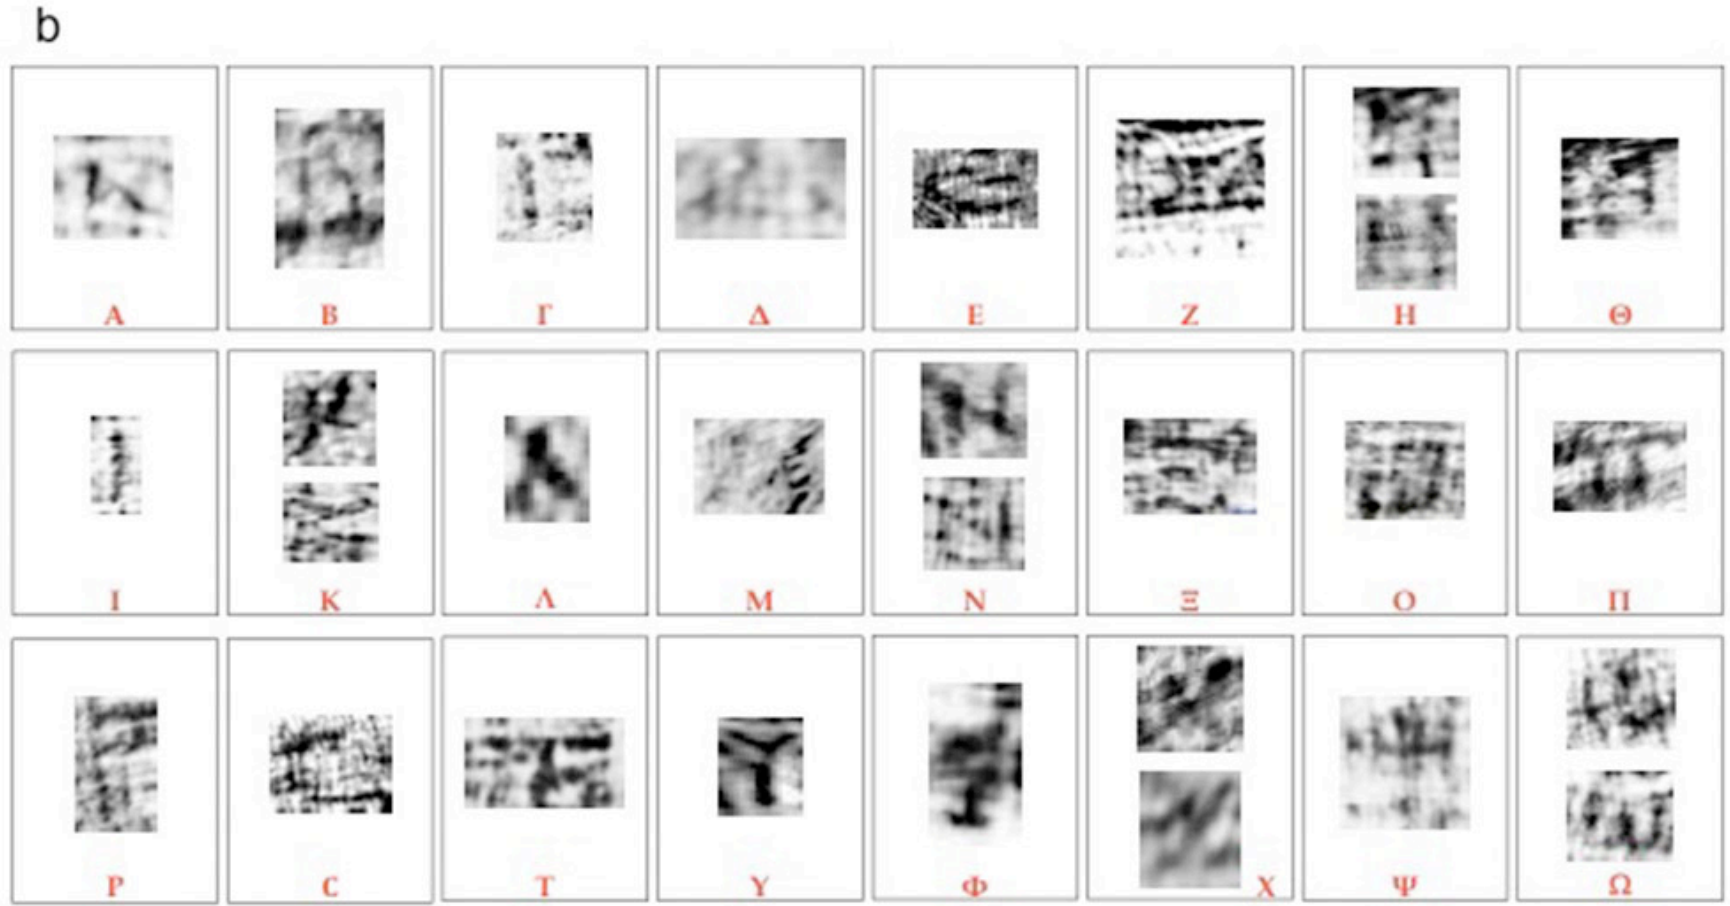 b
Α Β Γ Δ Ε Ζ Η Θ
Ι Κ Λ Μ Ν Ξ Ο Π
Ρ C Τ Υ Φ Χ Ψ Ω